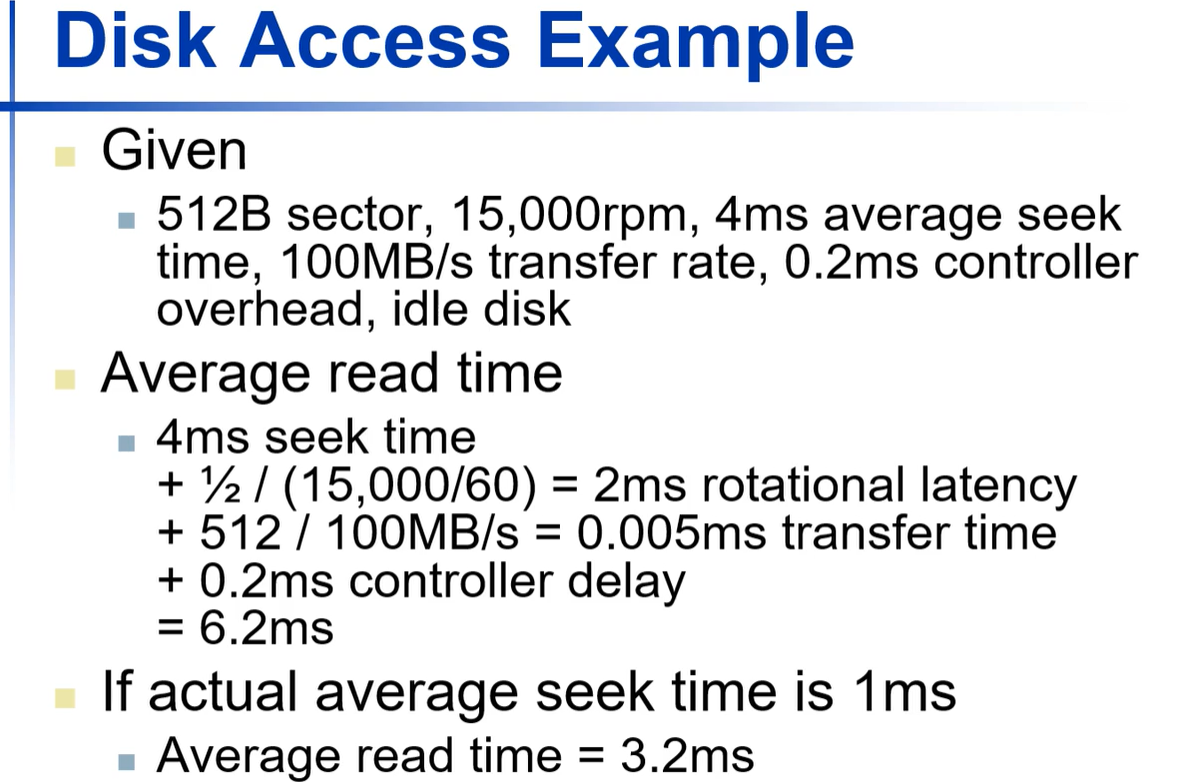 Disk Access Example
Given
512B sector, 15,000rpm, 4ms average seek
time, 100MB/s transfer rate, 0.2ms controller
overhead, idle disk
Average read time
4ms seek time
+ ½ / (15,000/60) = 2ms rotational latency
+ 512 / 100MB/s = 0.005ms transfer time
+ 0.2ms controller delay
= 6.2ms
If actual average seek time is 1ms
Average read time = 3.2ms